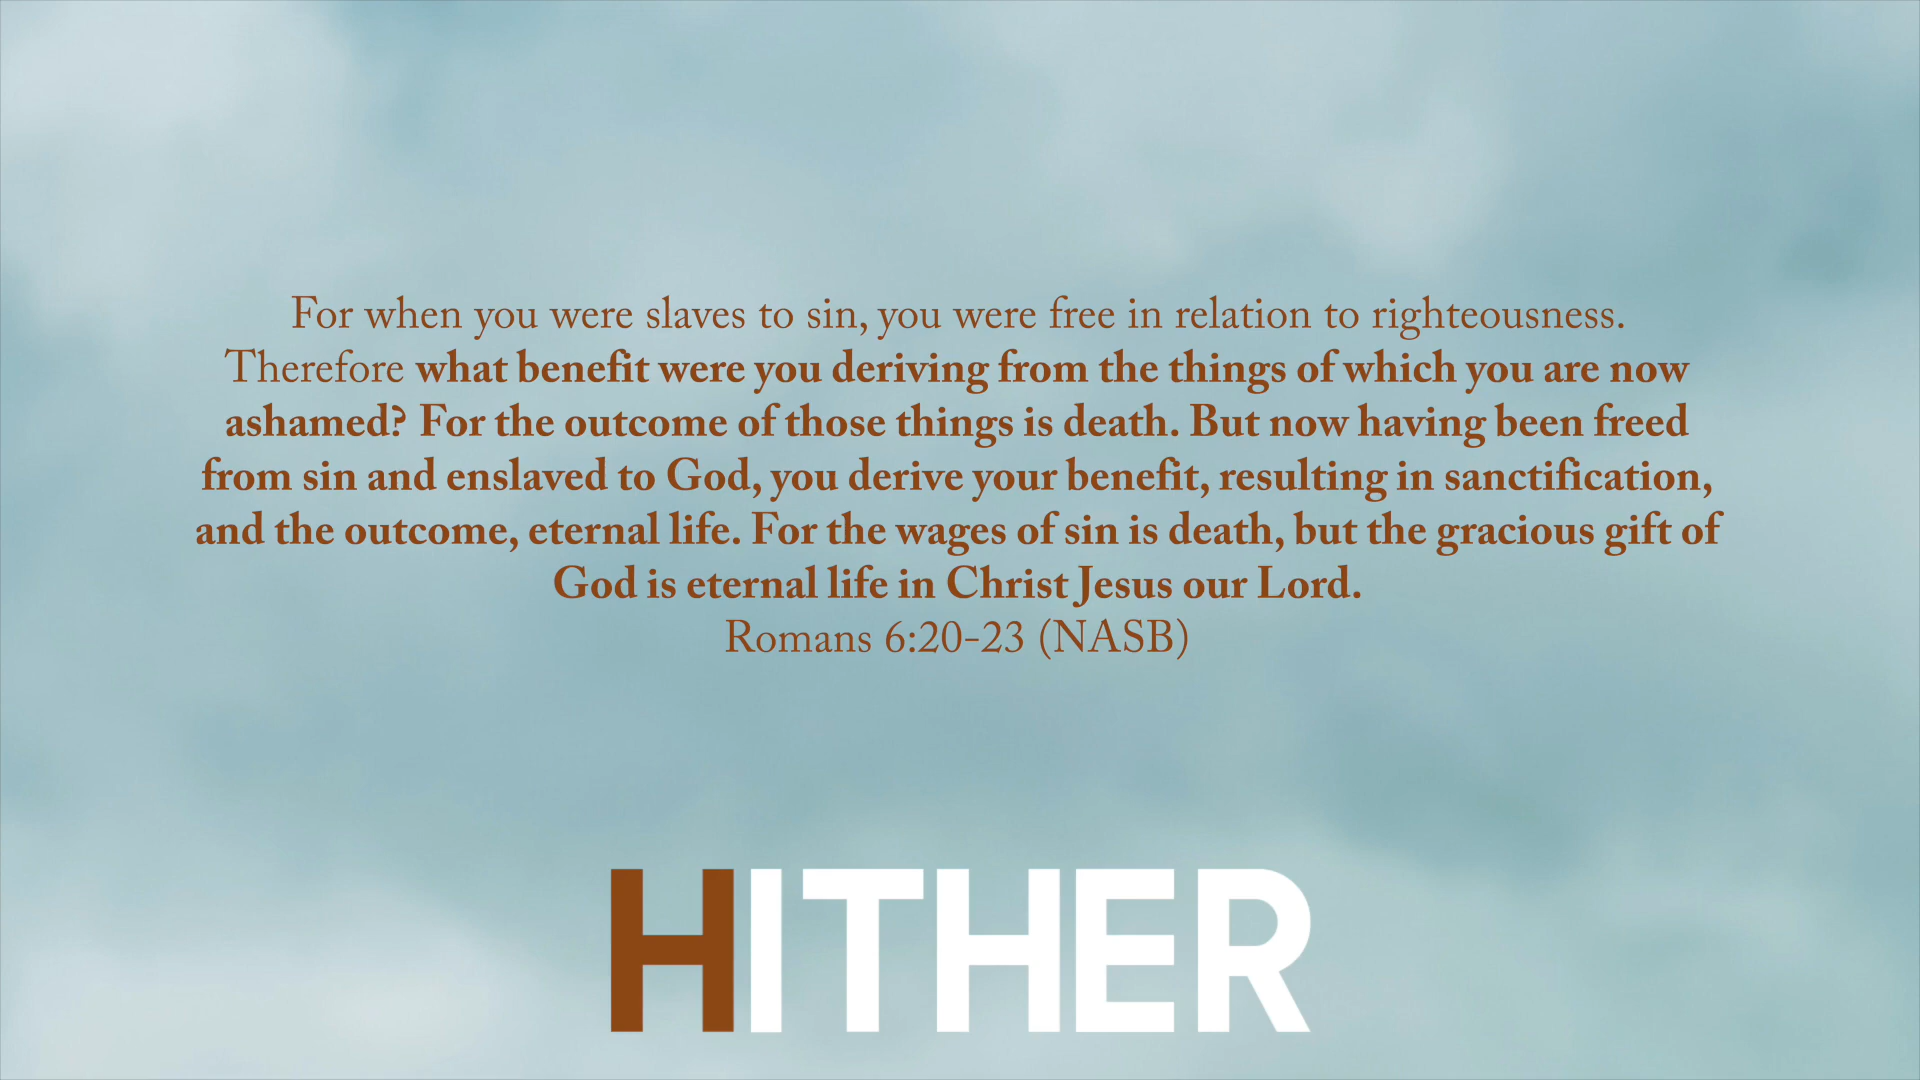 For when you were slaves to sin, you were free in relation to righteousness.
Therefore what benefit were you deriving from the things of which you are now
ashamed? For the outcome of those things is death. But now having been freed
from sin and enslaved to God, you derive your benefit, resulting in sanctification,
and the outcome, eternal life. For the wages of sin is death, but the gracious gift of
God is eternal life in Christ Jesus our Lord.
Romans 6:20-23 (NASB)
HITHER